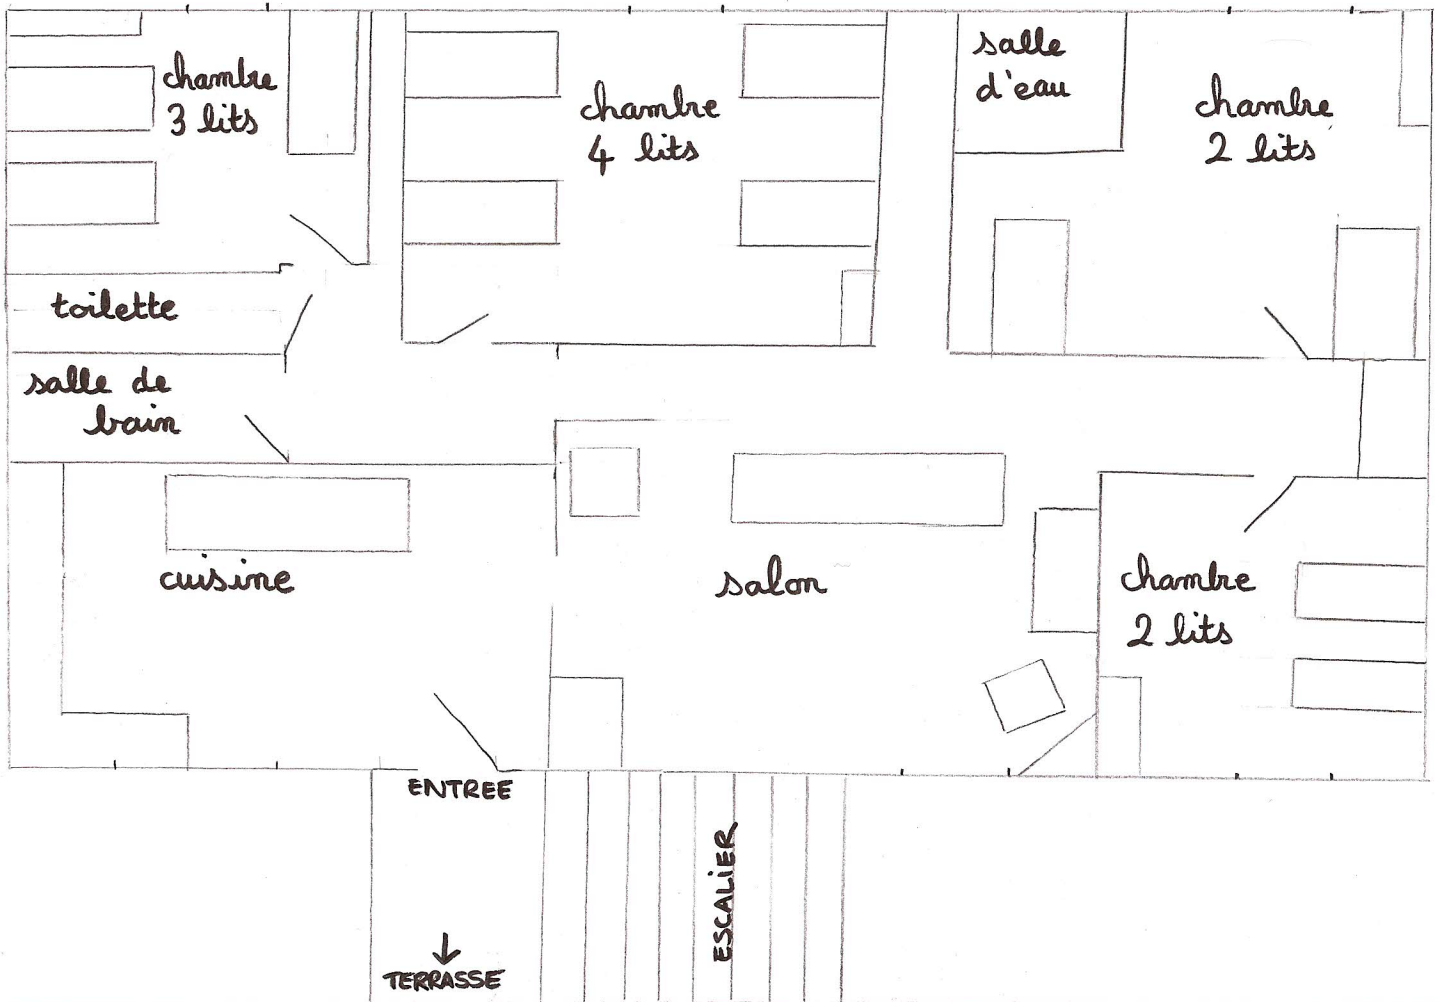 chambre
3 lits
chambre
4 lits
salle
d'eau
chambre
2 lits
toilette
salle de
bain
cuisine
salon
chambre
2 lits
ENTREE
ESCALiER
TERRASSE